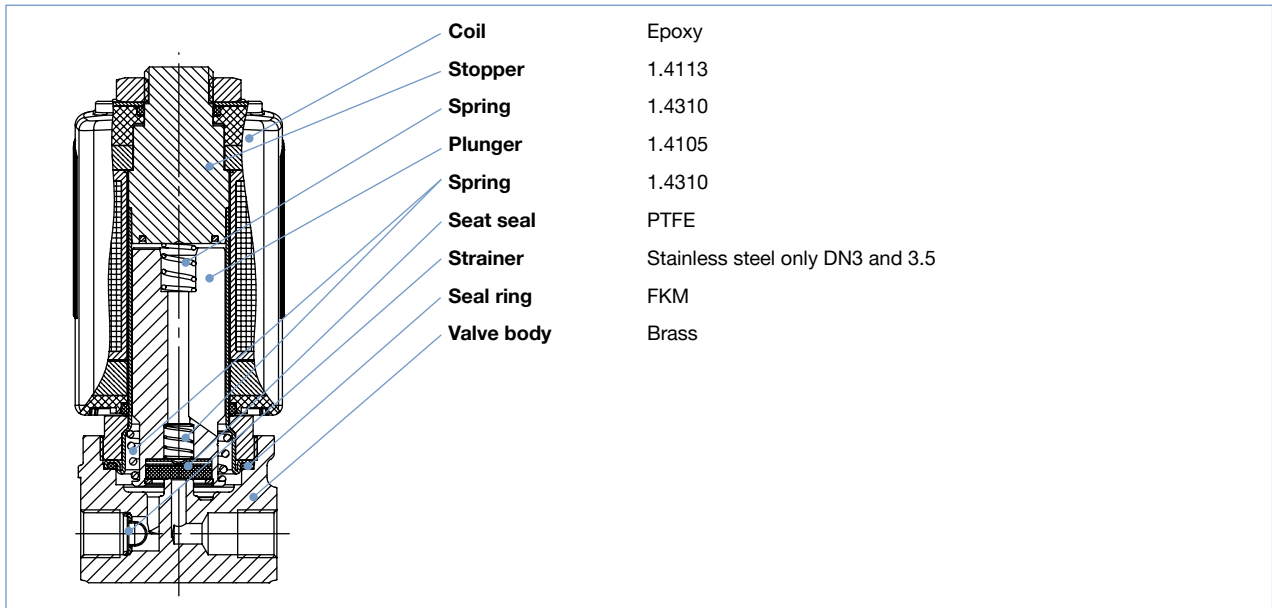 Coil Epoxy
Stopper 1.4113
Spring 1.4310
Plunger 1.4105
Spring 1.4310
Seat seal PTFE
Strainer Stainless steel only DN3 and 3.5
Seal ring FKM
Valve body Brass